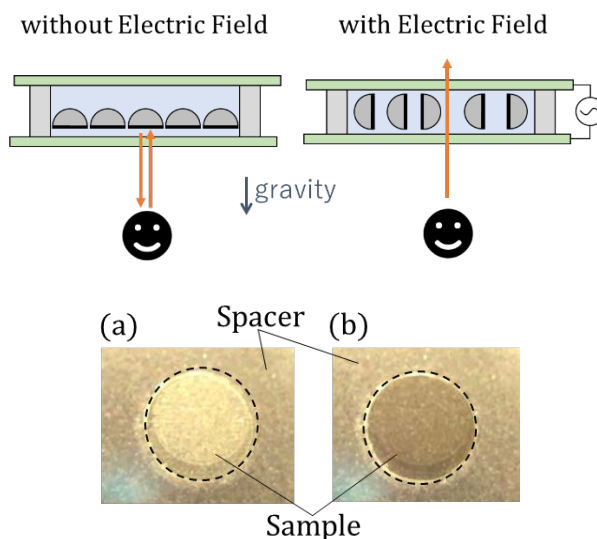 without Electric Field
with Electric Field
gravity
(a)
Spacer
(b)
Sample